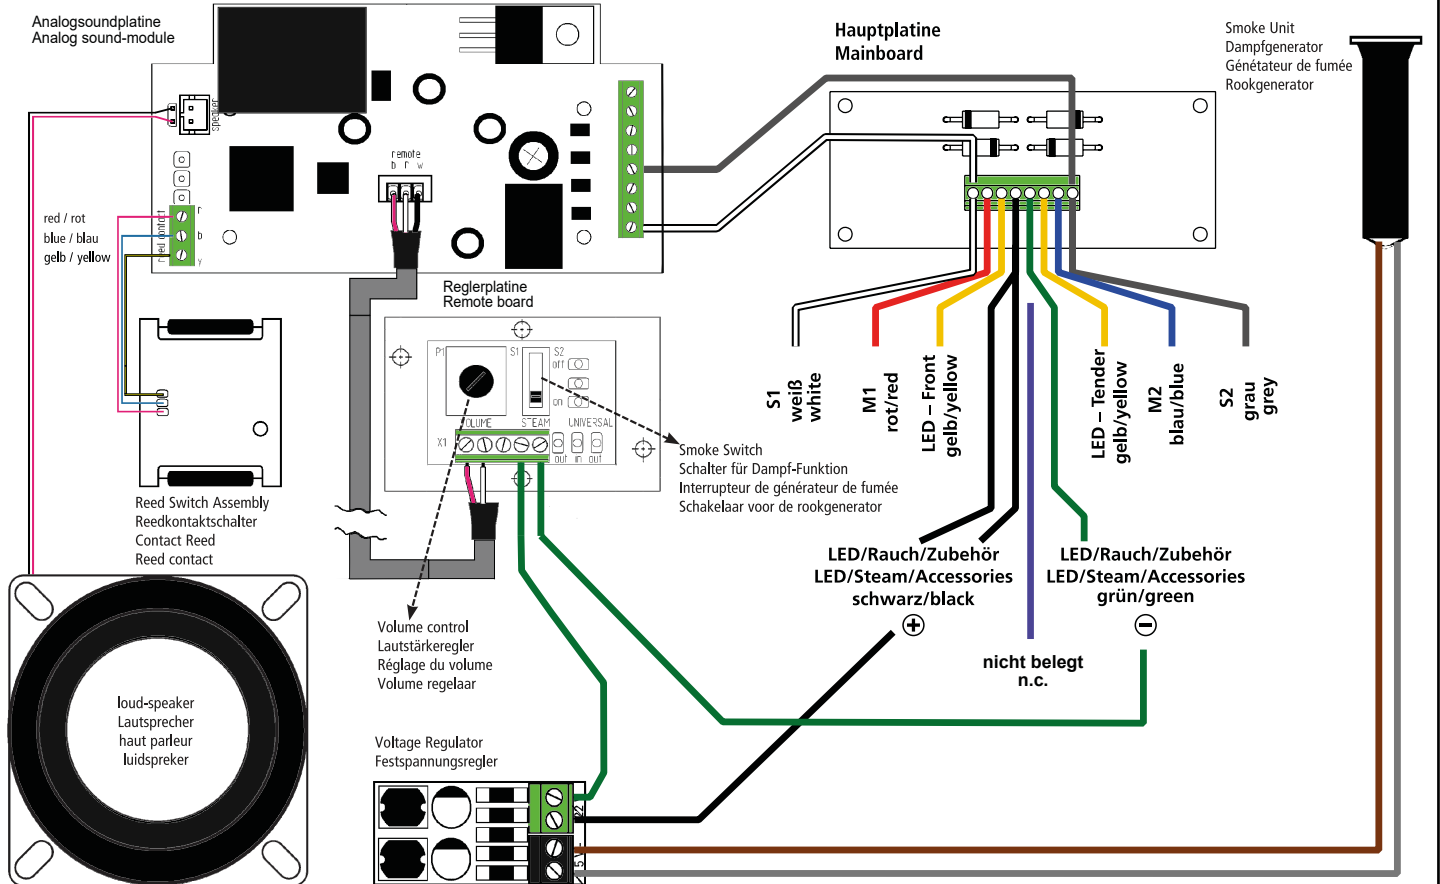 Analogsoundplatine
Analog sound-module
Hauptplatine
Mainboard
Smoke Unit
Dampfgenerator
Génétateur de fumée
Rookgenerator
speaker
remote
b r w
red / rot
blue / blau
gelb / yellow
reed contact
r
b
y
Reglerplatine
Remote board
P1
S1
S2
off
on
VOLUME
STEAM
UNIVERSAL
X1
out in out
S1
weiß
white
M1
rot/red
LED – Front
gelb/yellow
LED – Tender
gelb/yellow
M2
blau/blue
S2
grau
grey
Smoke Switch
Schalter für Dampf-Funktion
Interrupteur de générateur de fumée
Schakelaar voor de rookgenerator
Reed Switch Assembly
Reedkontaktschalter
Contact Reed
Reed contact
LED/Rauch/Zubehör
LED/Steam/Accessories
schwarz/black
+
LED/Rauch/Zubehör
LED/Steam/Accessories
grün/green
−
nicht belegt
n.c.
Volume control
Lautstärkeregler
Réglage du volume
Volume regelaar
loud-speaker
Lautsprecher
haut parleur
luidspreker
Voltage Regulator
Festspannungsregler
22